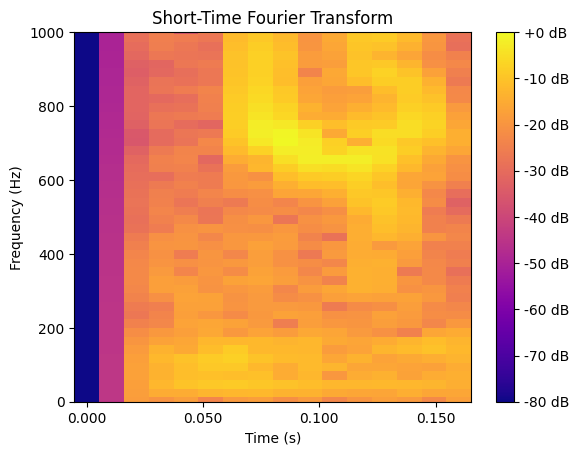 Short-Time Fourier Transform
Frequency (Hz)
1000
800
600
400
200
0
0.000
0.050
0.100
0.150
Time (s)
+0 dB
-10 dB
-20 dB
-30 dB
-40 dB
-50 dB
-60 dB
-70 dB
-80 dB